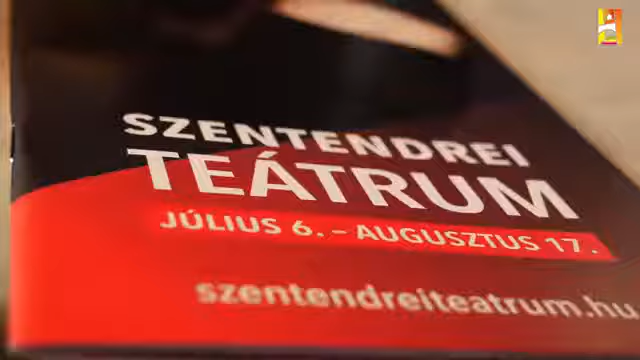 SZENTENDREI
TEÁTRUM
JÚLIUS 6. – AUGUSZTUS 17.
szentendreiteatrum.hu